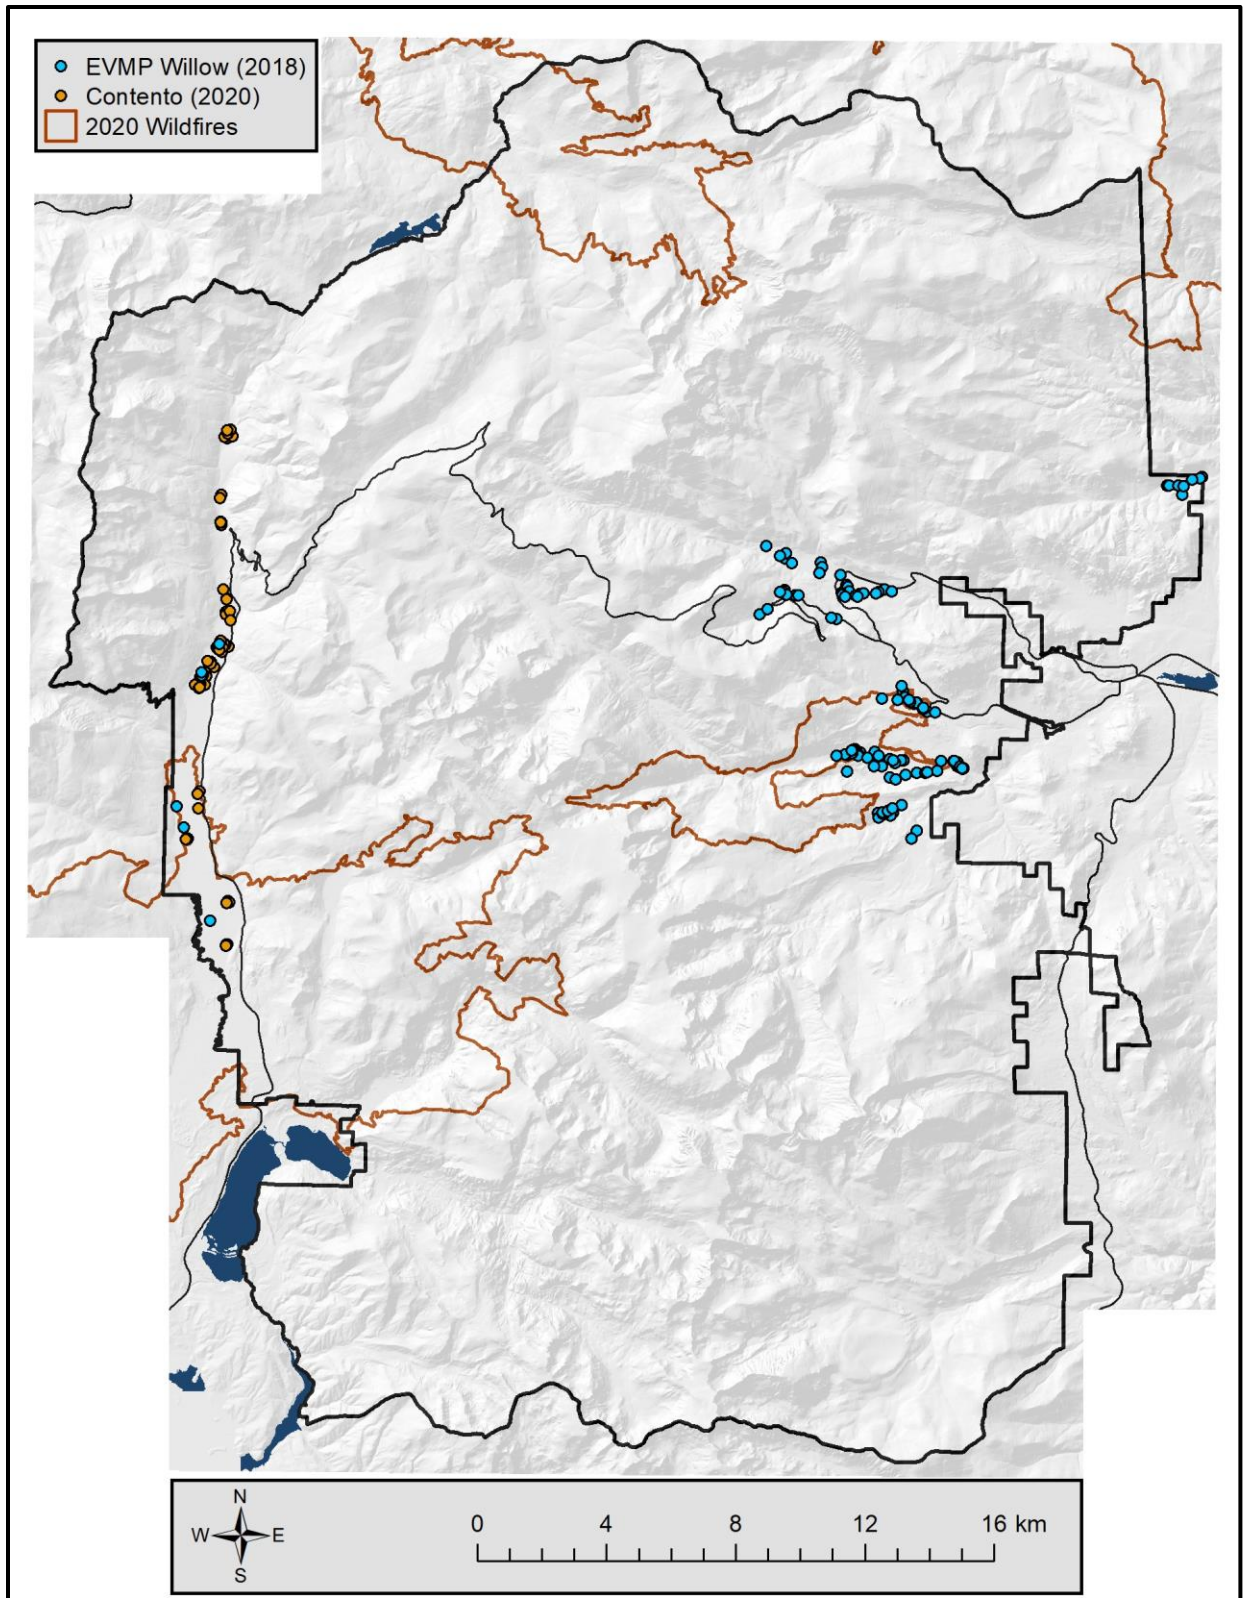 EVMP Willow (2018)
Contento (2020)
2020 Wildfires
N
W E
S
0 4 8 12 16 km